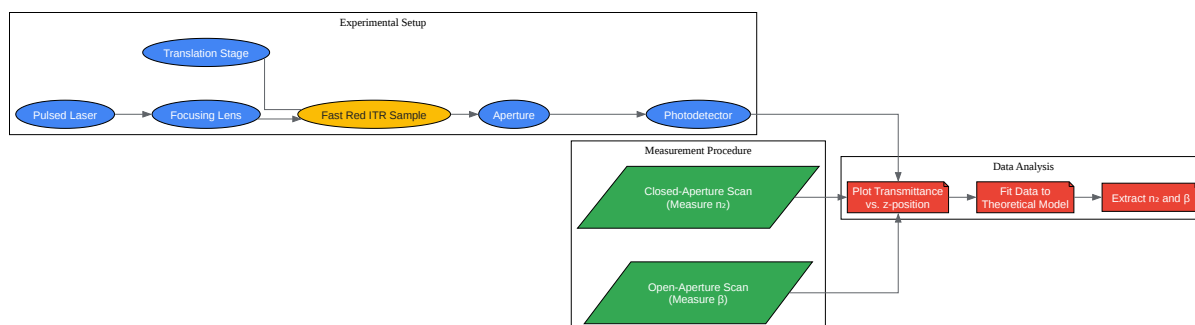 Experimental Setup
Translation Stage
Pulsed Laser
Focusing Lens
Fast Red ITR Sample
Aperture
Photodetector
Measurement Procedure
Closed-Aperture Scan
(Measure n₂)
Open-Aperture Scan
(Measure β)
Data Analysis
Plot Transmittance
vs. z-position
Fit Data to
Theoretical Model
Extract n₂ and β